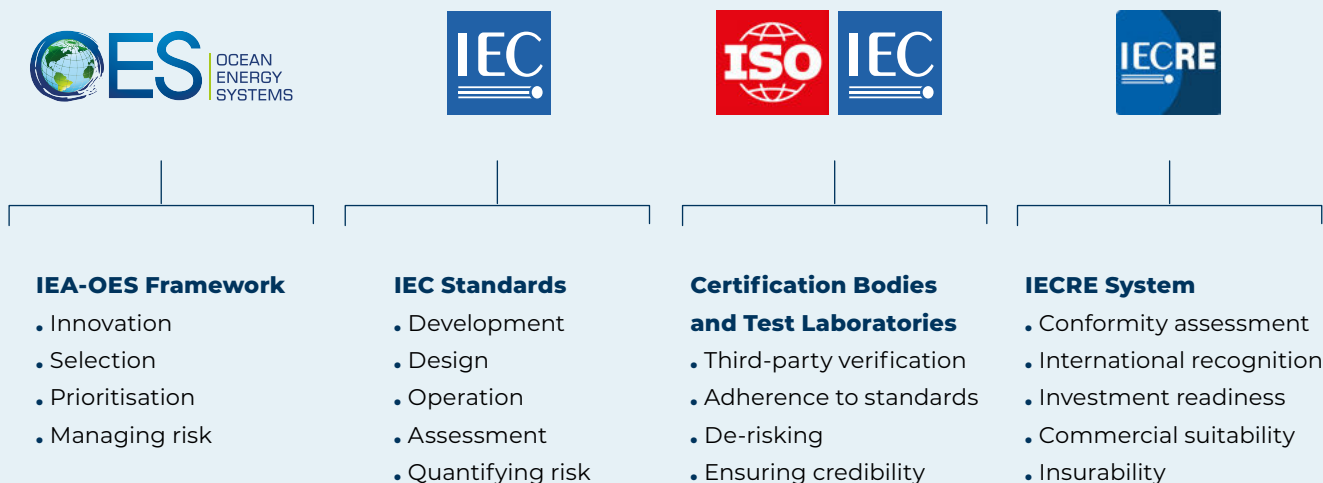 OES
OCEAN
ENERGY
SYSTEMS
IEC
ISO
IEC
IECRE
IEA-OES Framework
. Innovation
. Selection
. Prioritisation
. Managing risk
IEC Standards
. Development
. Design
. Operation
. Assessment
. Quantifying risk
Certification Bodies
and Test Laboratories
. Third-party verification
. Adherence to standards
. De-risking
. Ensuring credibility
IECRE System
. Conformity assessment
. International recognition
. Investment readiness
. Commercial suitability
. Insurability